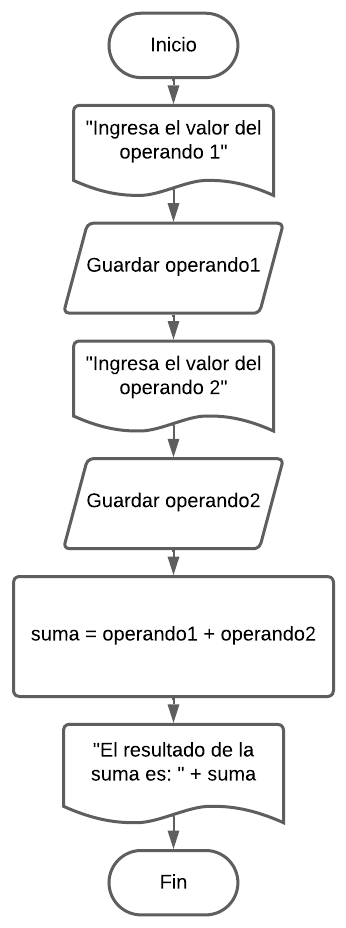 Inicio
"Ingresa el valor del
operando 1"
Guardar operando1
"Ingresa el valor del
operando 2"
Guardar operando2
suma = operando1 + operando2
"El resultado de la
suma es: " + suma
Fin